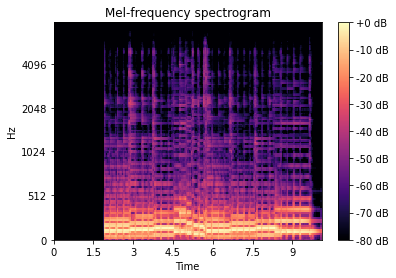 Mel-frequency spectrogram
+0 dB
-10 dB
-20 dB
-30 dB
-40 dB
-50 dB
-60 dB
-70 dB
-80 dB
Hz
4096
2048
1024
512
0
0 1.5 3 4.5 6 7.5 9
Time